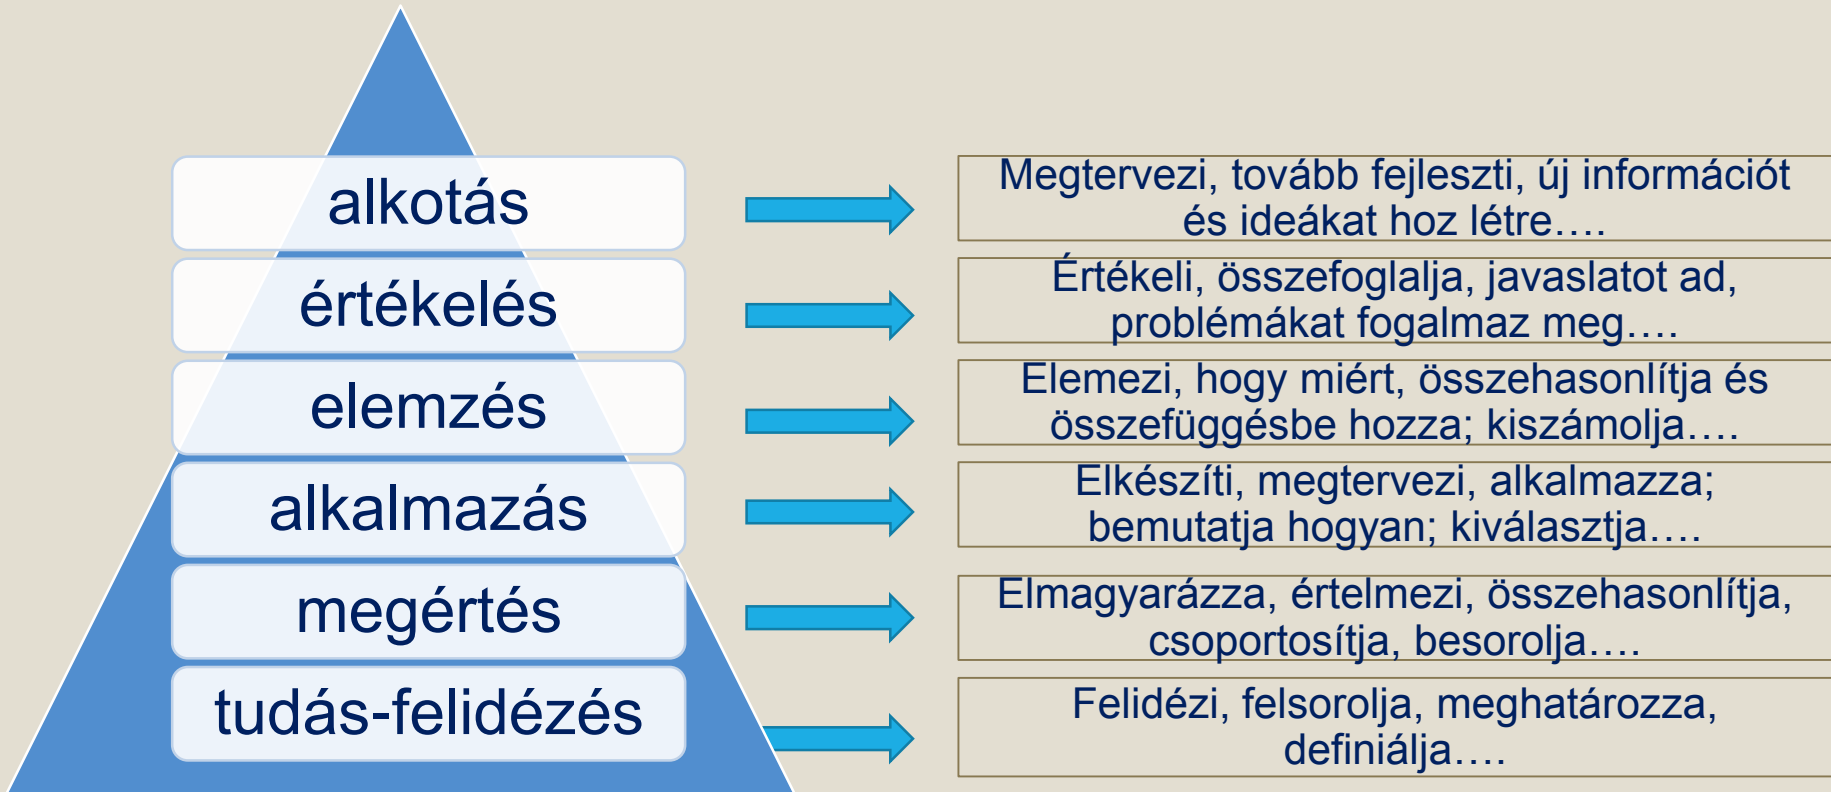 alkotás
Megtervezi, tovább fejleszti, új információt
és ideákat hoz létre….
értékelés
Értékeli, összefoglalja, javaslatot ad,
problémákat fogalmaz meg….
elemzés
Elemezi, hogy miért, összehasonlítja és
összefüggésbe hozza; kiszámolja….
alkalmazás
Elkészíti, megtervezi, alkalmazza;
bemutatja hogyan; kiválasztja….
megértés
Elmagyarázza, értelmezi, összehasonlítja,
csoportosítja, besorolja….
tudás-felidézés
Felidézi, felsorolja, meghatározza,
definiálja….